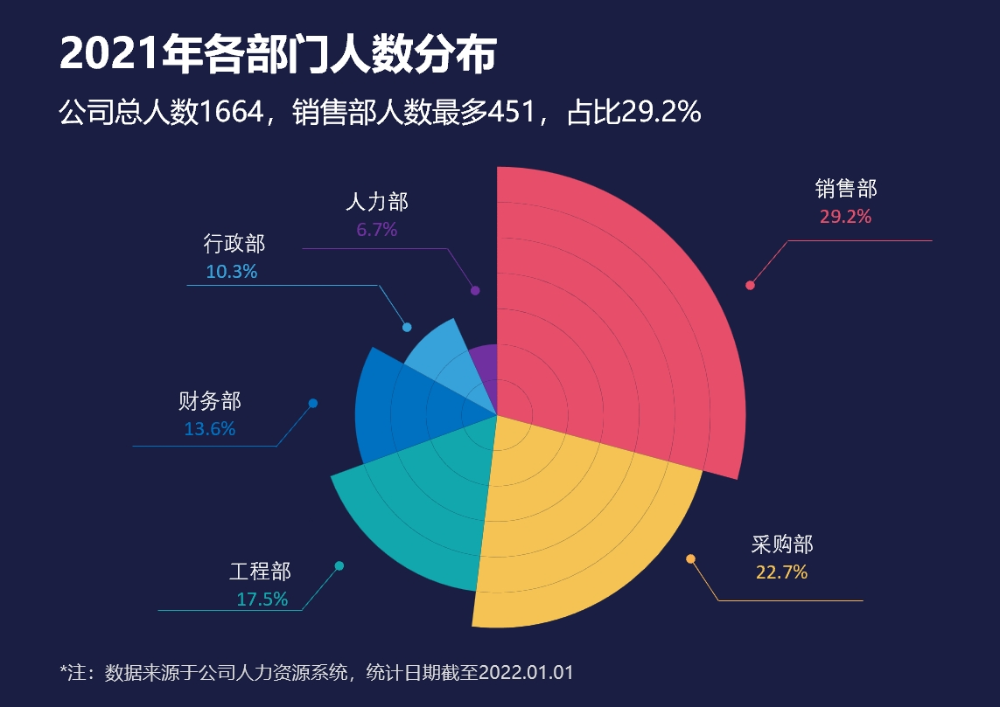 2021年各部门人数分布
公司总人数1664，销售部人数最多451，占比29.2%
销售部
29.2%
人力部
6.7%
行政部
10.3%
财务部
13.6%
采购部
22.7%
工程部
17.5%
*注：数据来源于公司人力资源系统，统计日期截至2022.01.01